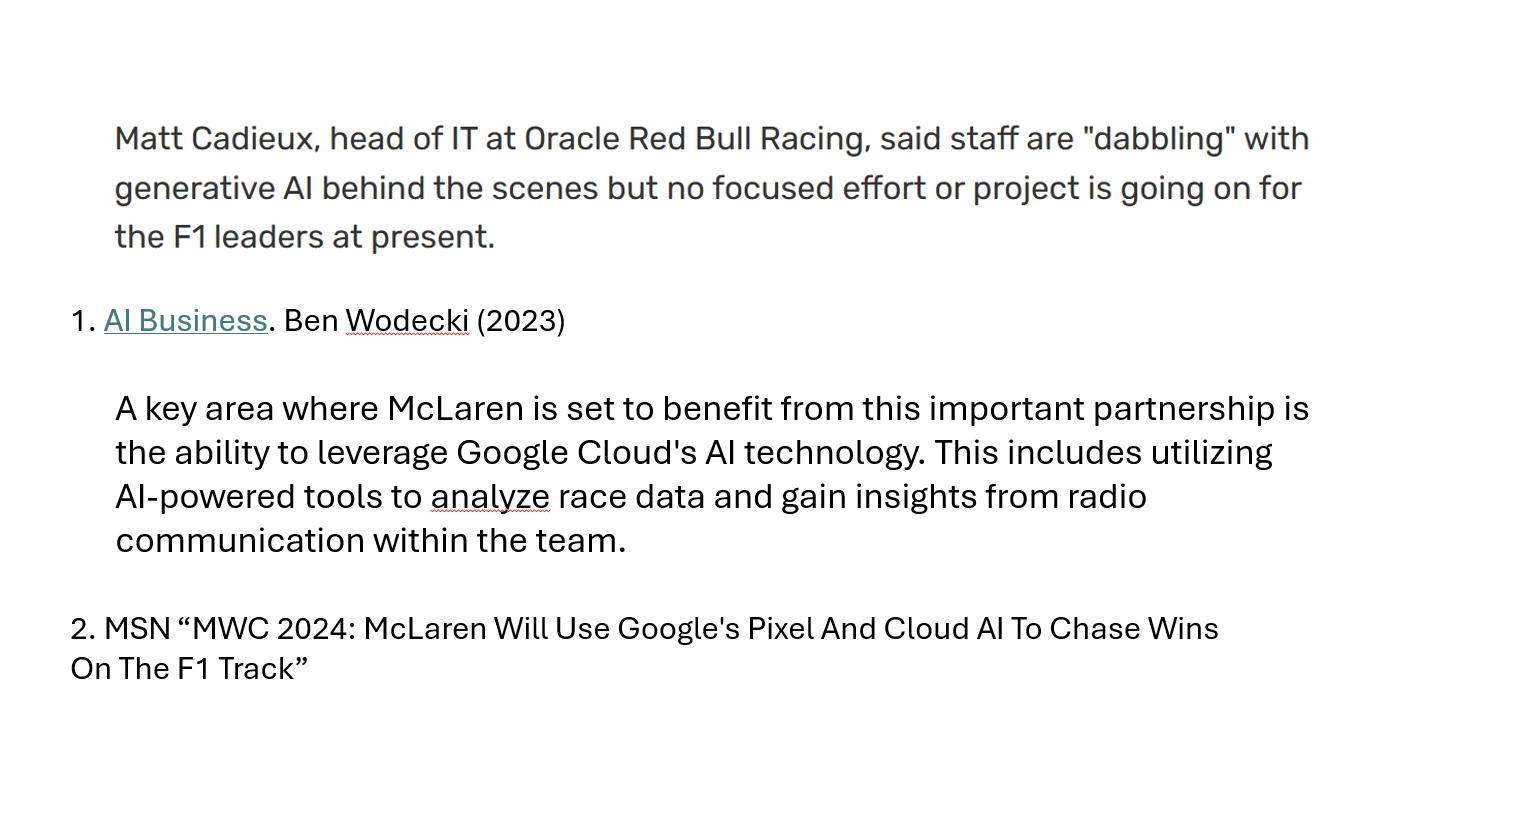 Matt Cadieux, head of IT at Oracle Red Bull Racing, said staff are "dabbling" with
generative AI behind the scenes but no focused effort or project is going on for
the F1 leaders at present.
1. AI Business. Ben Wodecki (2023)
A key area where McLaren is set to benefit from this important partnership is
the ability to leverage Google Cloud's AI technology. This includes utilizing
AI-powered tools to analyze race data and gain insights from radio
communication within the team.
2. MSN “MWC 2024: McLaren Will Use Google's Pixel And Cloud AI To Chase Wins
On The F1 Track”